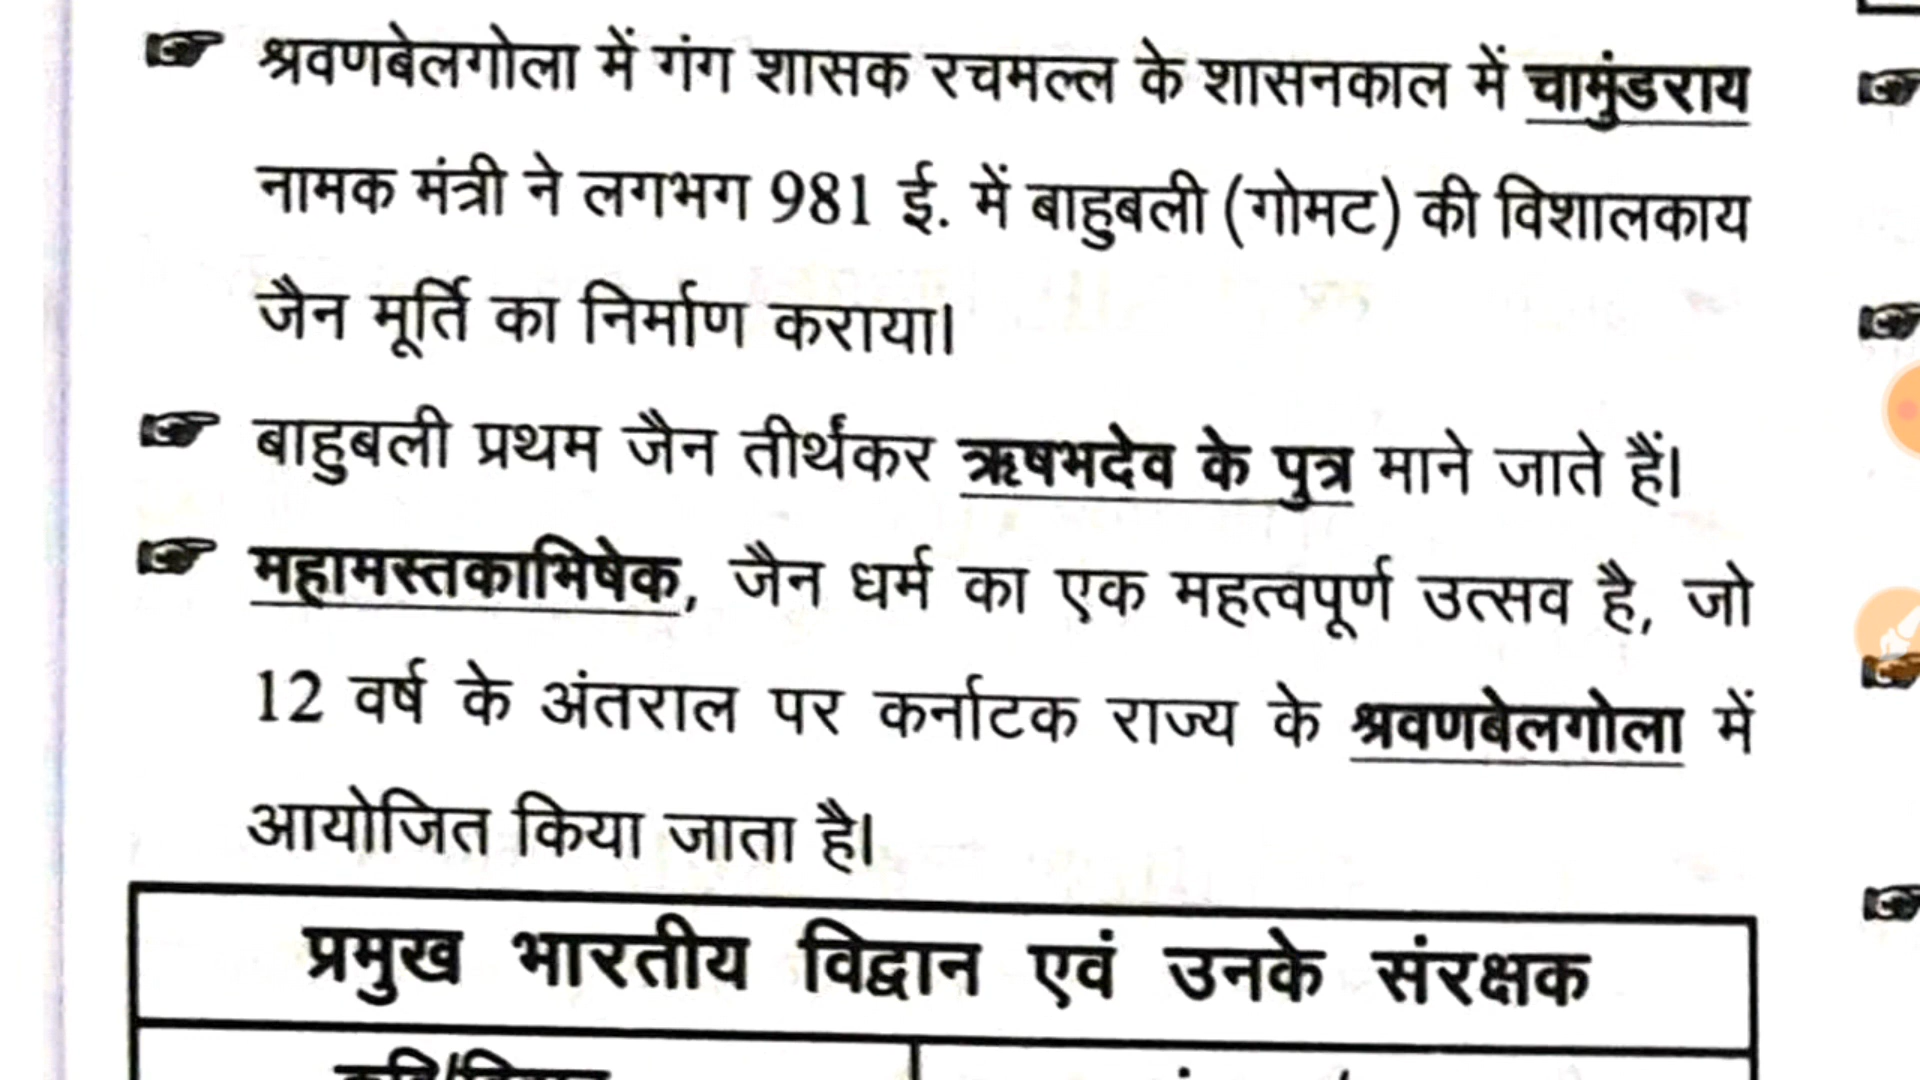 ☞ श्रवणबेलगोला में गंग शासक रचमल्ल के शासनकाल में चामुंडराय
नामक मंत्री ने लगभग 981 ई. में बाहुबली (गोमट) की विशालकाय
जैन मूर्ति का निर्माण कराया।
☞ बाहुबली प्रथम जैन तीर्थंकर ऋषभदेव के पुत्र माने जाते हैं।
☞ महामस्तकाभिषेक, जैन धर्म का एक महत्वपूर्ण उत्सव है, जो
12 वर्ष के अंतराल पर कर्नाटक राज्य के श्रवणबेलगोला में
आयोजित किया जाता है।
प्रमुख भारतीय विद्वान एवं उनके संरक्षक